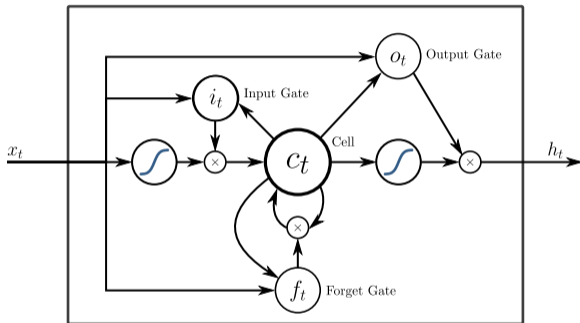 o_t Output Gate
i_t Input Gate
x_t
×
c_t
Cell
×
h_t
×
f_t Forget Gate